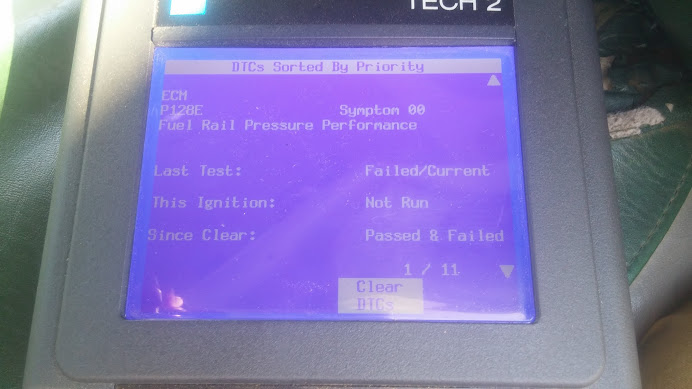 TECH 2
DTCs Sorted By Priority
ECM
P128E Symptom 00
Fuel Rail Pressure Performance
Last Test: Failed/Current
This Ignition: Not Run
Since Clear: Passed & Failed
1 / 11
Clear
DTCs